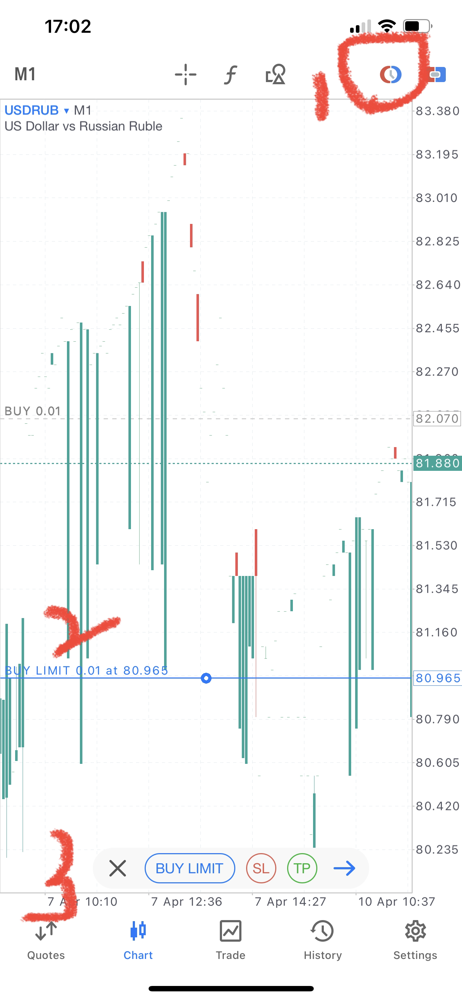 17:02
M1
1
USDRUB ▾ M1
US Dollar vs Russian Ruble
83.380
83.195
83.010
82.825
82.640
82.455
82.270
BUY 0.01
82.070
81.880
81.715
81.530
81.345
2
81.160
BUY LIMIT 0.01 at 80.965
80.965
80.790
80.605
80.420
80.235
3
BUY LIMIT SL TP
7 Apr 10:10 7 Apr 12:36 7 Apr 14:27 10 Apr 10:37
Quotes Chart Trade History Settings